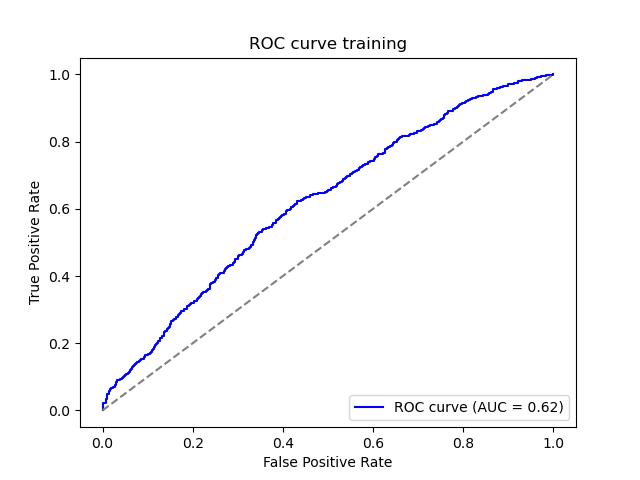 ROC curve training
True Positive Rate
1.0
0.8
0.6
0.4
0.2
0.0
ROC curve (AUC = 0.62)
0.0 0.2 0.4 0.6 0.8 1.0
False Positive Rate